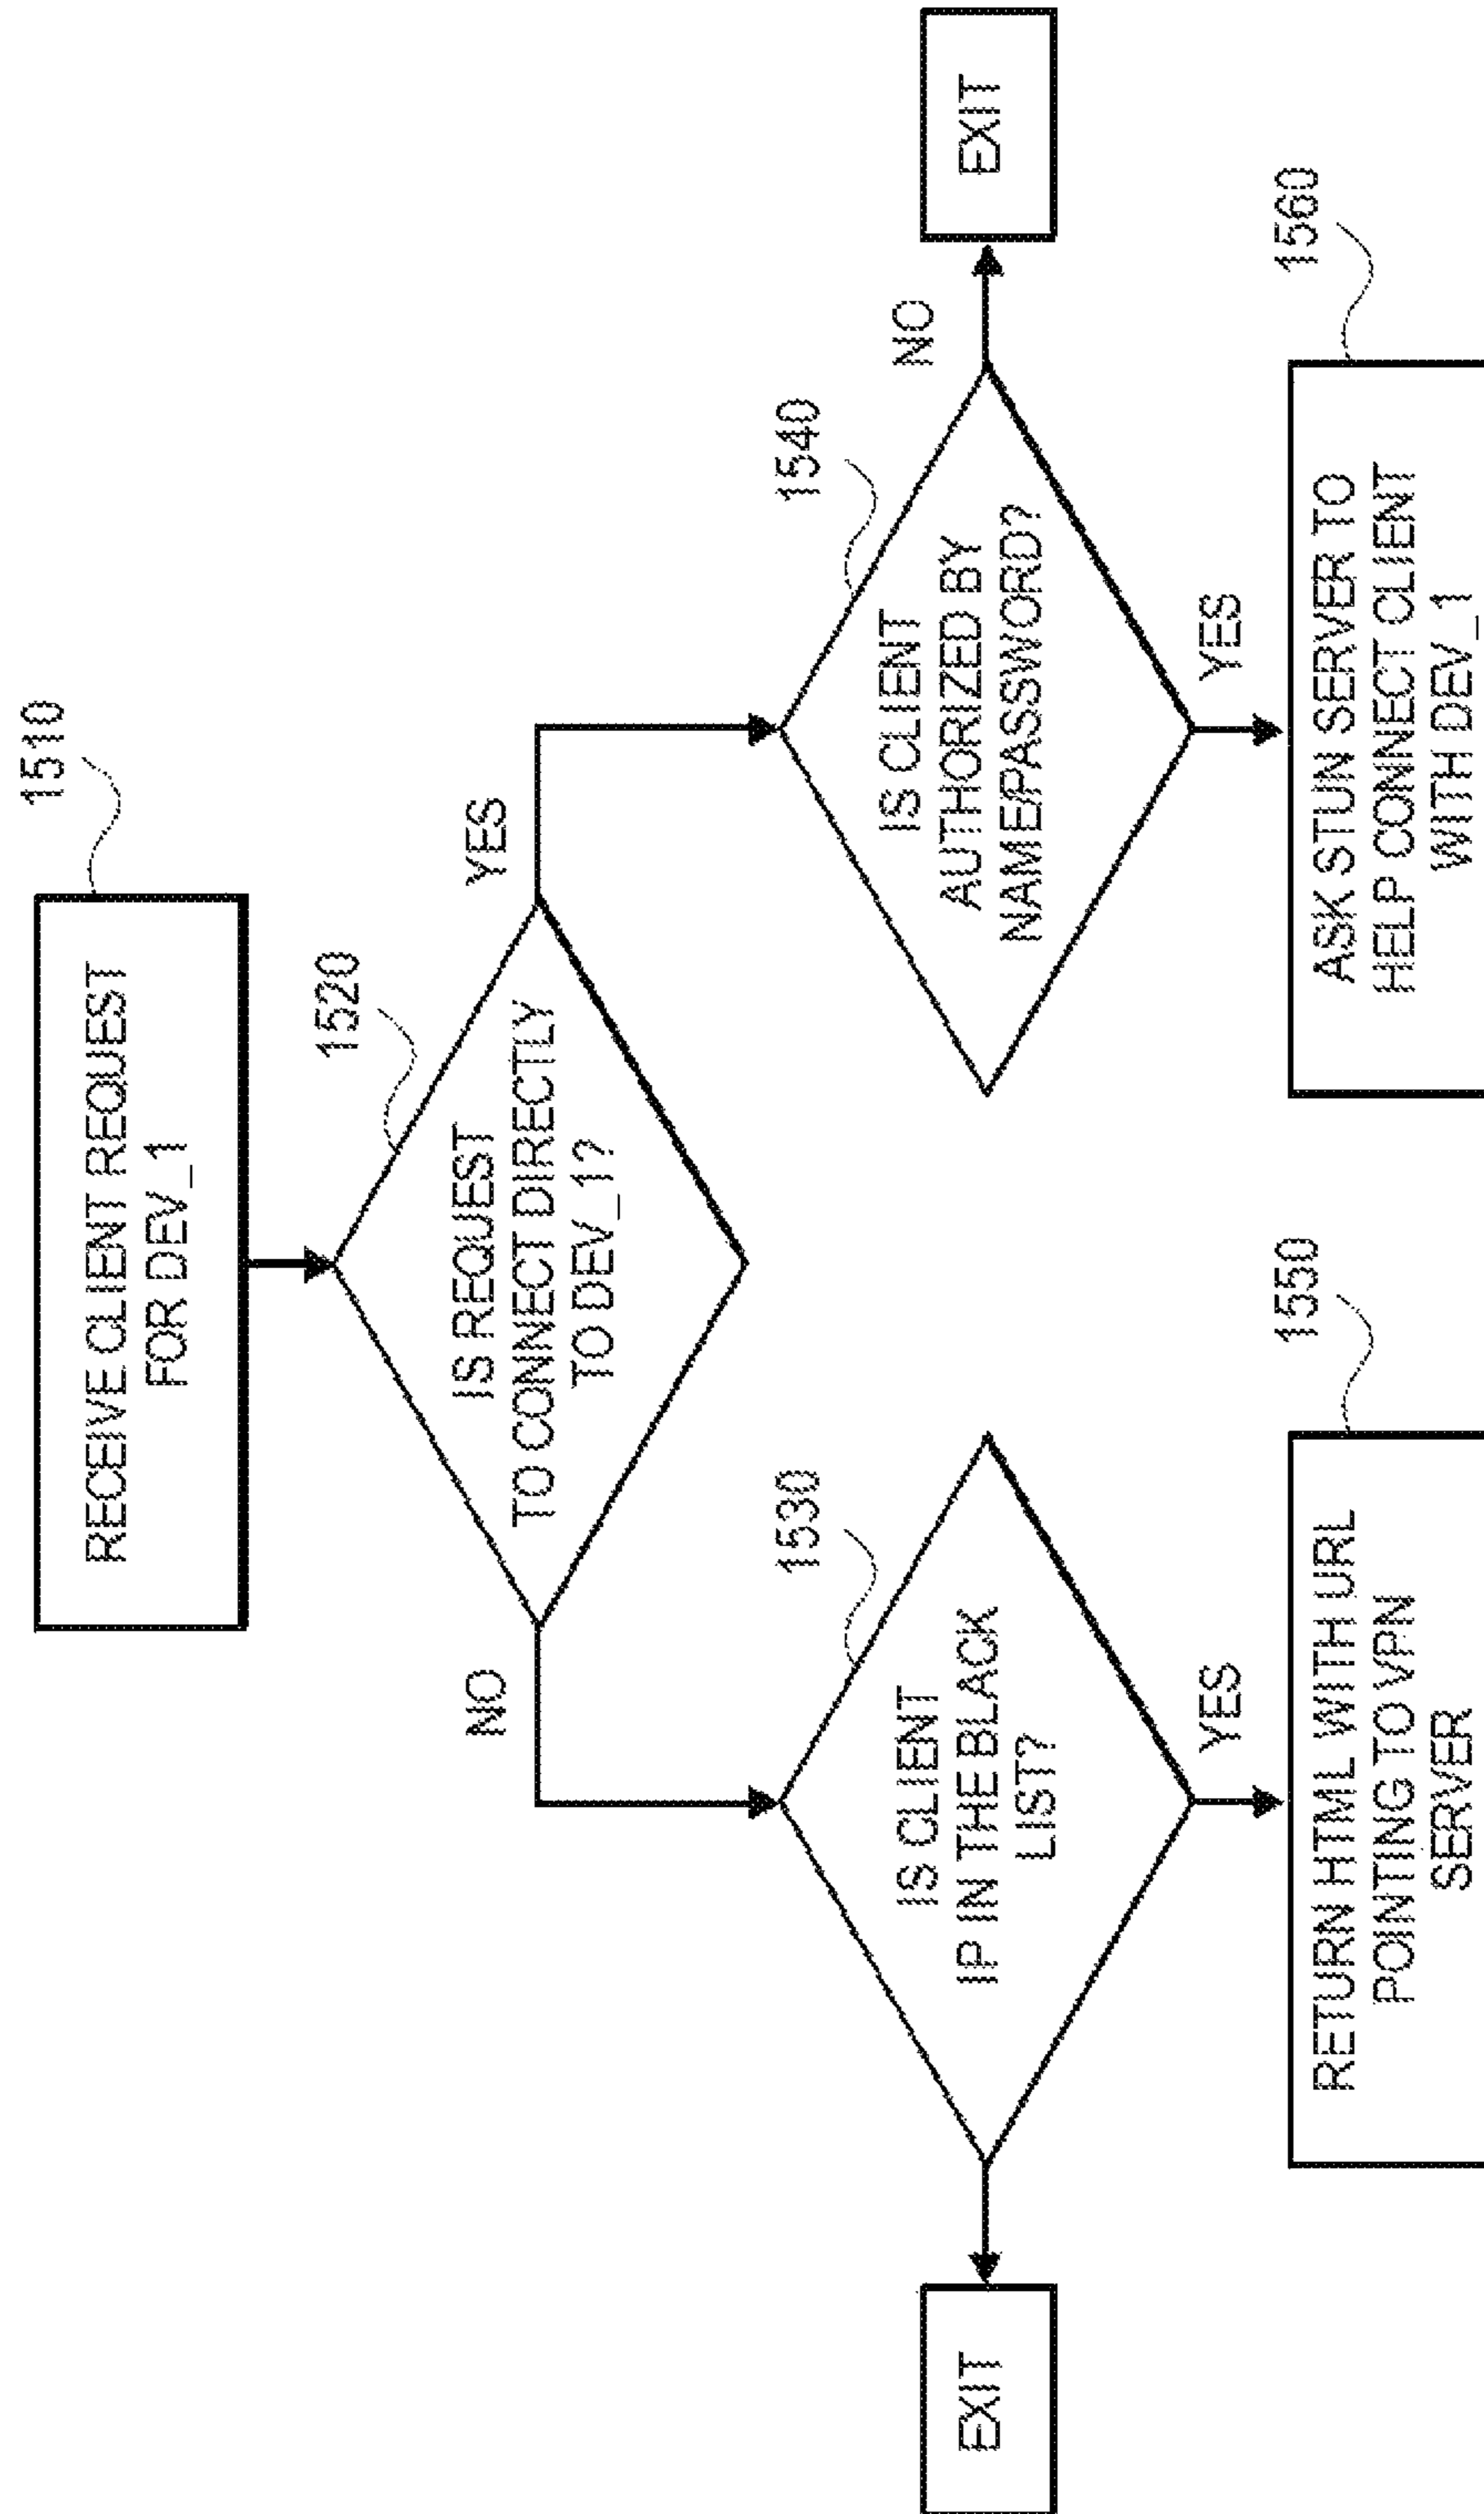 1510
RECEIVE CLIENT REQUEST
FOR DEV_1
1520
IS REQUEST
TO CONNECT DIRECTLY
TO DEV_1?
NO
YES
1530
IS CLIENT
IP IN THE BLACK
LIST?
EXIT
YES
1540
IS CLIENT
AUTHORIZED BY
NAME/PASSWORD?
NO
EXIT
YES
1550
RETURN HTML WITH URL
POINTING TO VPN
SERVER
1560
ASK STUN SERVER TO
HELP CONNECT CLIENT
WITH DEV_1